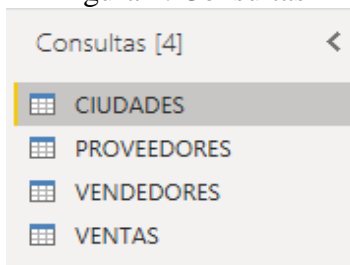 Consultas [4]
CIUDADES
PROVEEDORES
VENDEDORES
VENTAS